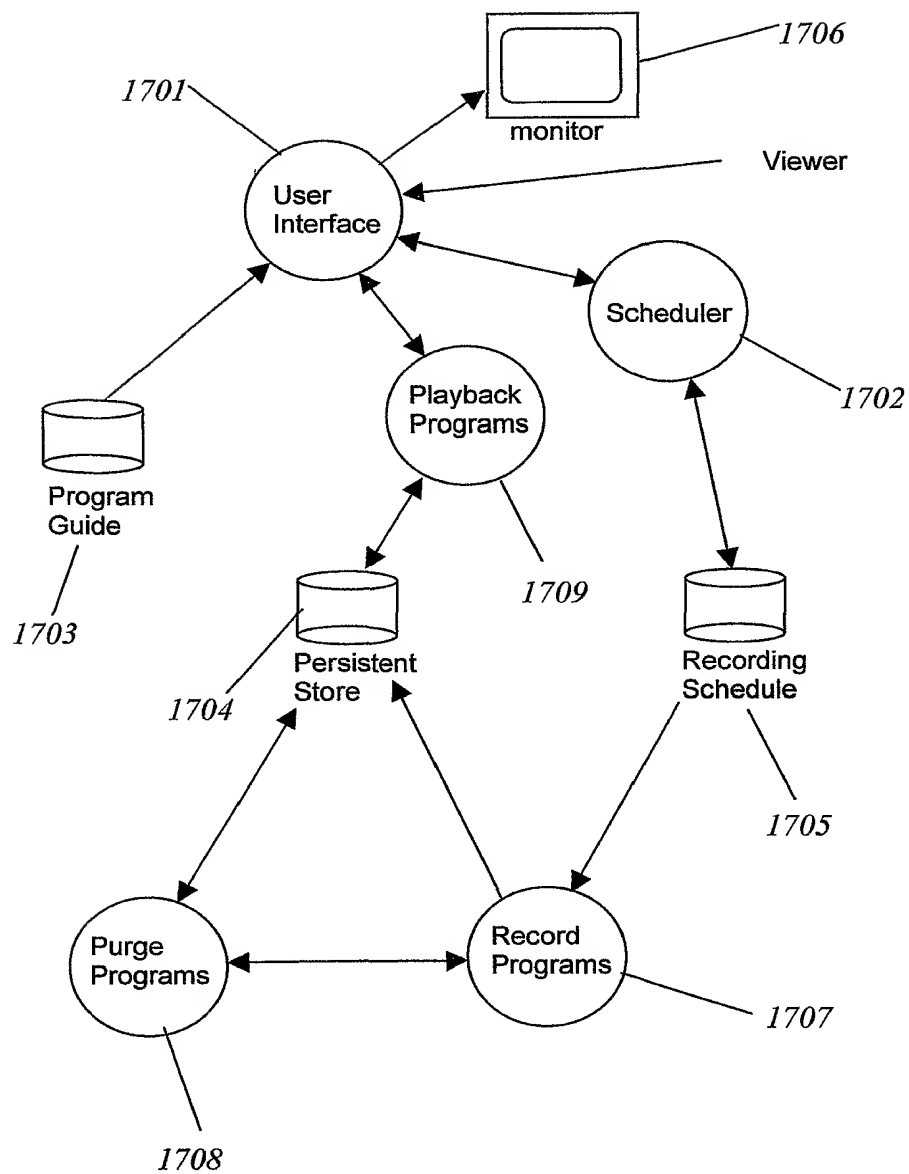 1706
1701
monitor
Viewer
User
Interface
Scheduler
1702
Playback
Programs
Program
Guide
1709
1703
Persistent
Store
Recording
Schedule
1704
1705
Purge
Programs
Record
Programs
1707
1708